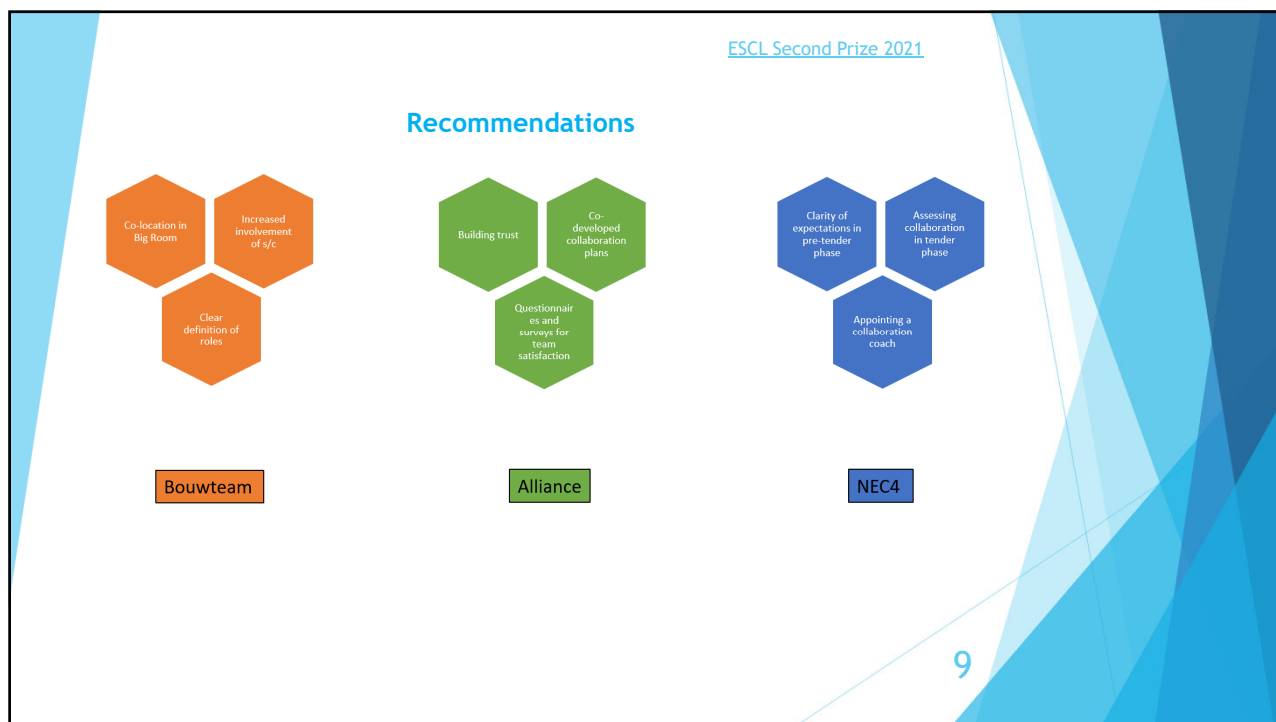 ESCL Second Prize 2021
Recommendations
Co-location in
Big Room
Increased
involvement
of s/c
Clear
definition of
roles
Building trust
Co-
developed
collaboration
plans
Questionnair
es and
surveys for
team
satisfaction
Clarity of
expectations in
pre-tender
phase
Assessing
collaboration
in tender
phase
Appointing a
collaboration
coach
Bouwteam
Alliance
NEC4
9